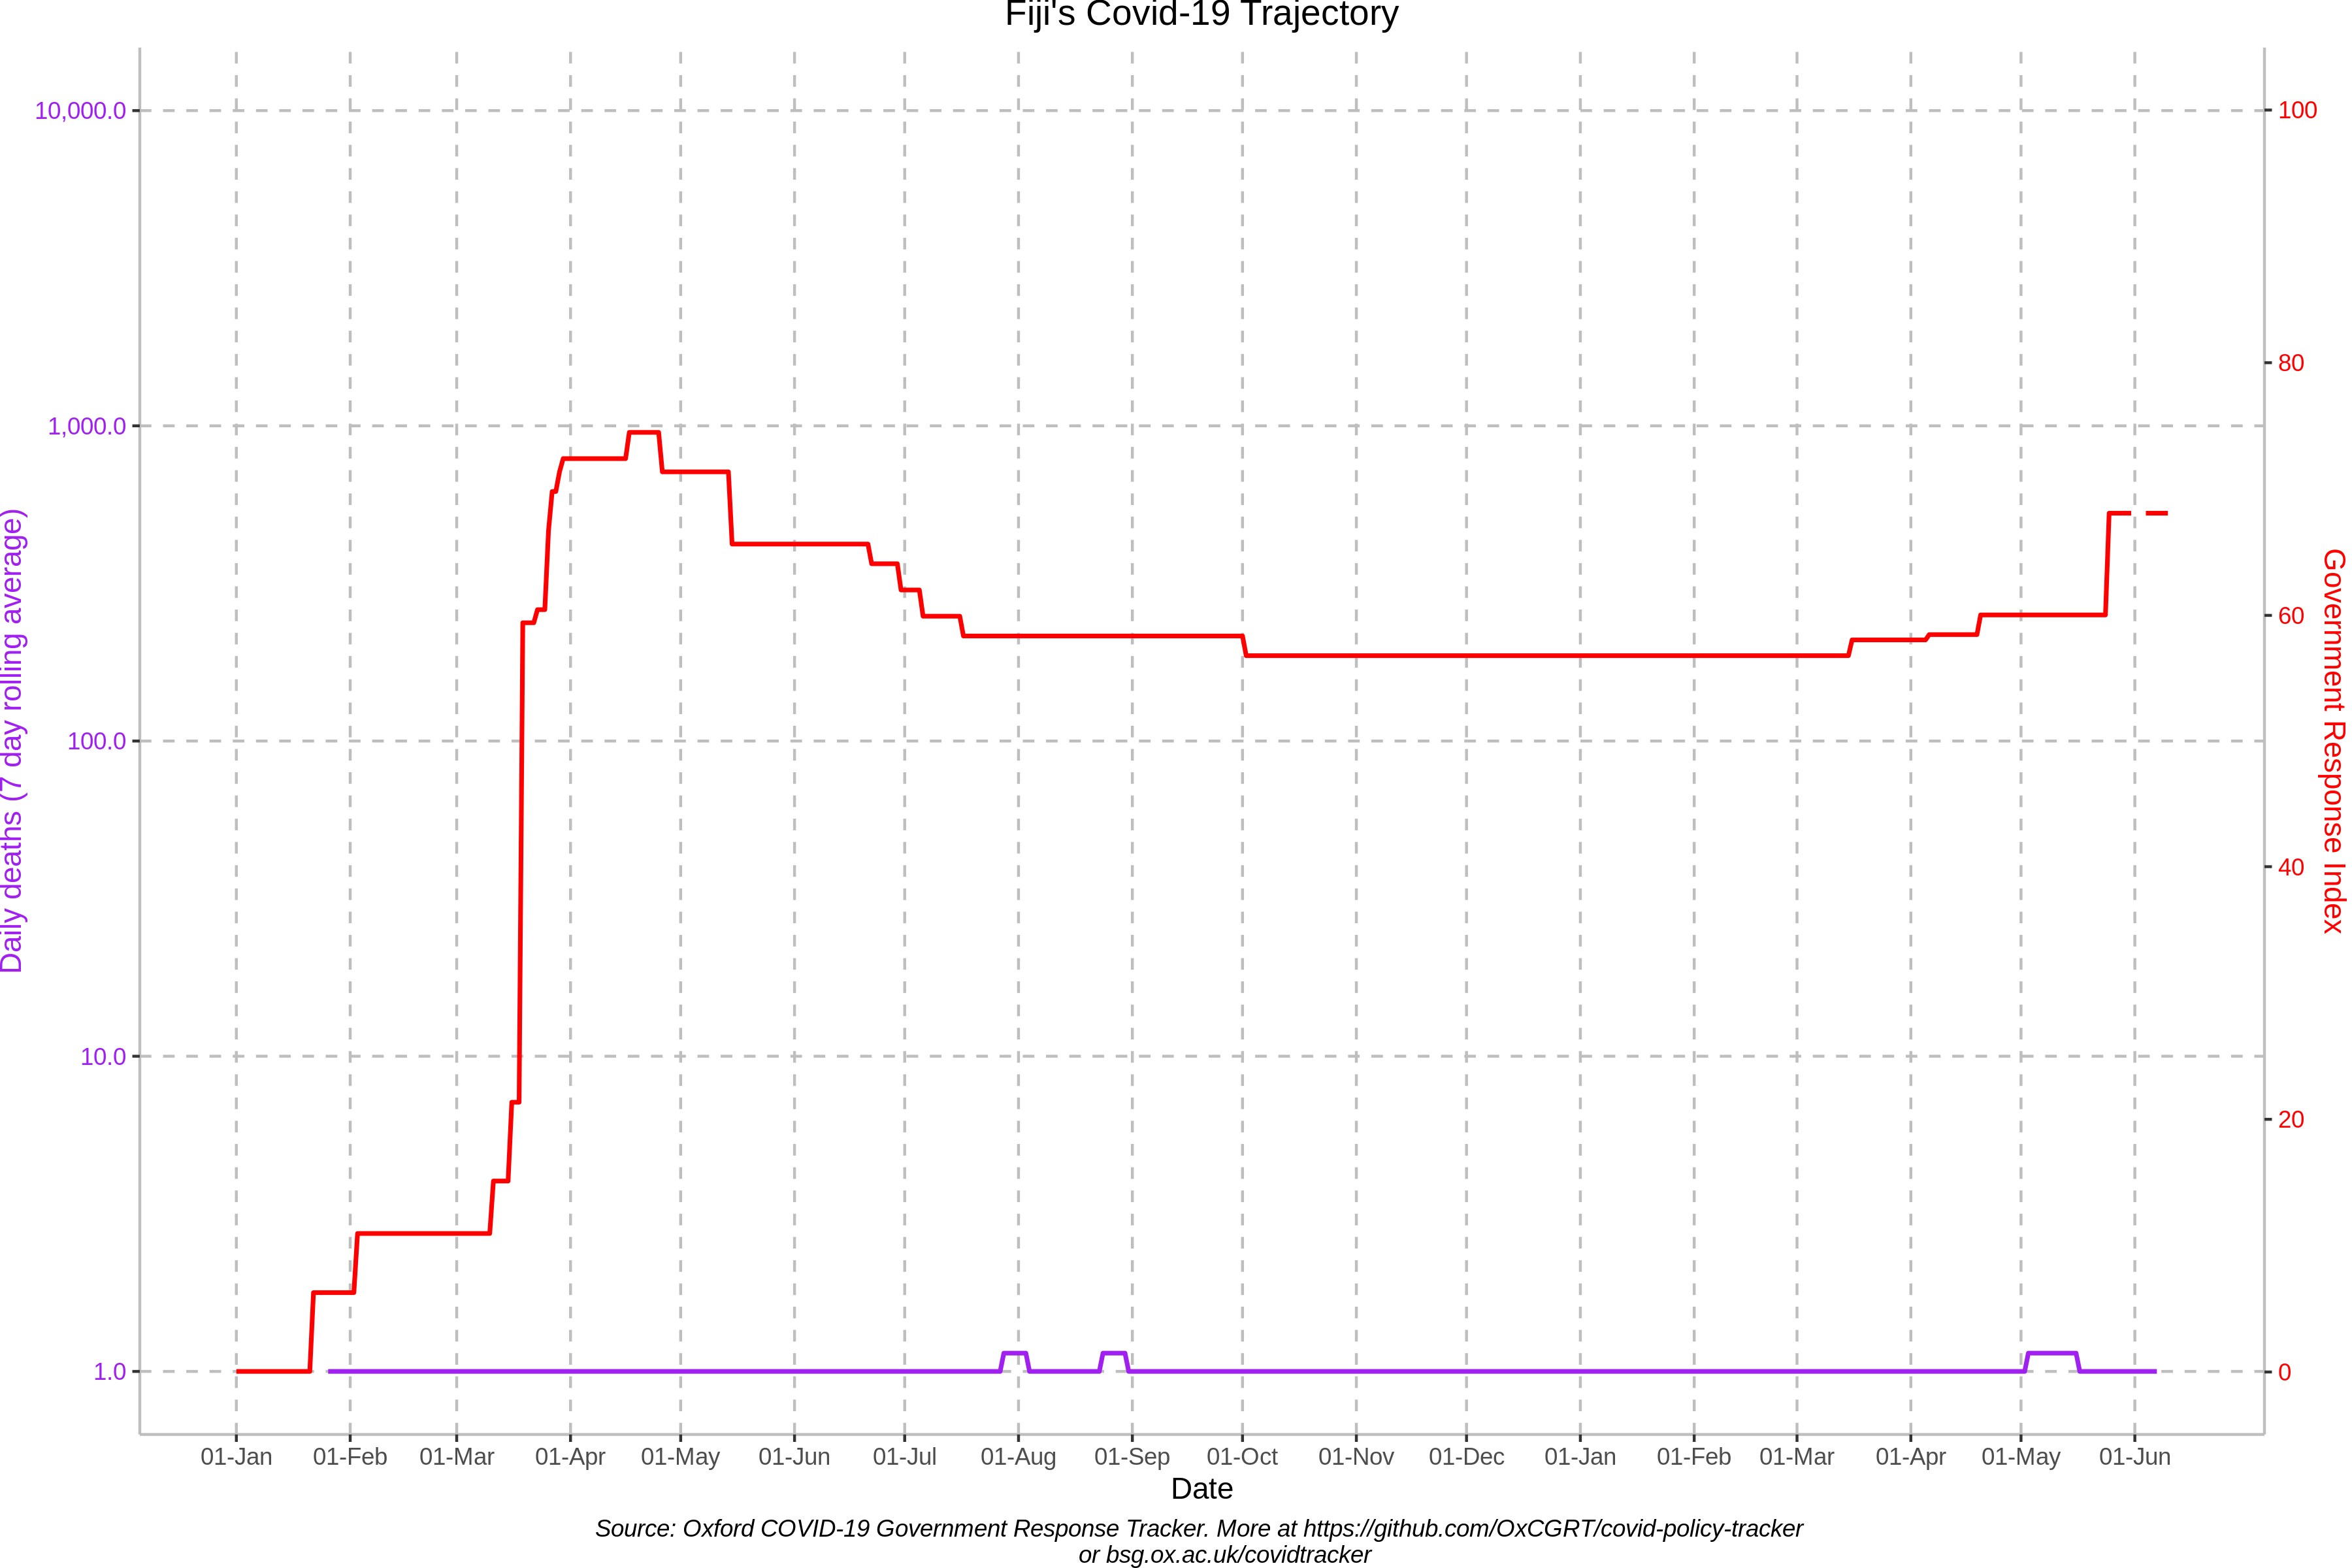 Fiji's Covid-19 Trajectory
10,000.0
1,000.0
100.0
10.0
1.0
Daily deaths (7 day rolling average)
100
80
60
40
20
0
Government Response Index
01-Jan 01-Feb 01-Mar 01-Apr 01-May 01-Jun 01-Jul 01-Aug 01-Sep 01-Oct 01-Nov 01-Dec 01-Jan 01-Feb 01-Mar 01-Apr 01-May 01-Jun
Date
Source: Oxford COVID-19 Government Response Tracker. More at https://github.com/OxCGRT/covid-policy-tracker
or bsg.ox.ac.uk/covidtracker